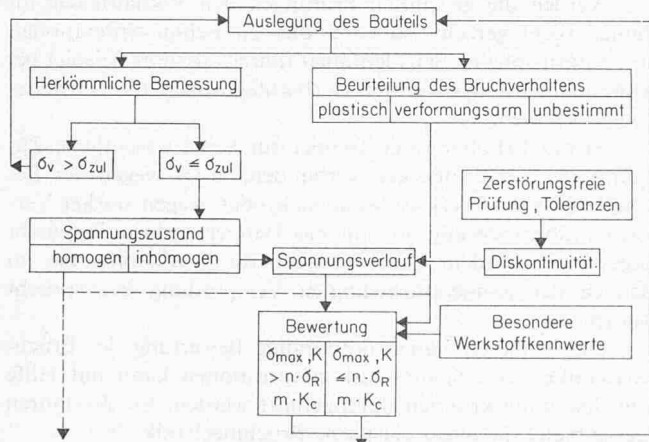 Auslegung des Bauteils
Herkömmliche Bemessung
Beurteilung des Bruchverhaltens
plastisch verformungsarm unbestimmt
σv > σzul
σv ≤ σzul
Zerstörungsfreie
Prüfung, Toleranzen
Spannungszustand
homogen inhomogen
Spannungsverlauf
Diskontinuität.
Bewertung
σmax, K σmax, K
> n·σR ≤ n·σR
m·Kc m·Kc
Besondere
Werkstoffkennwerte